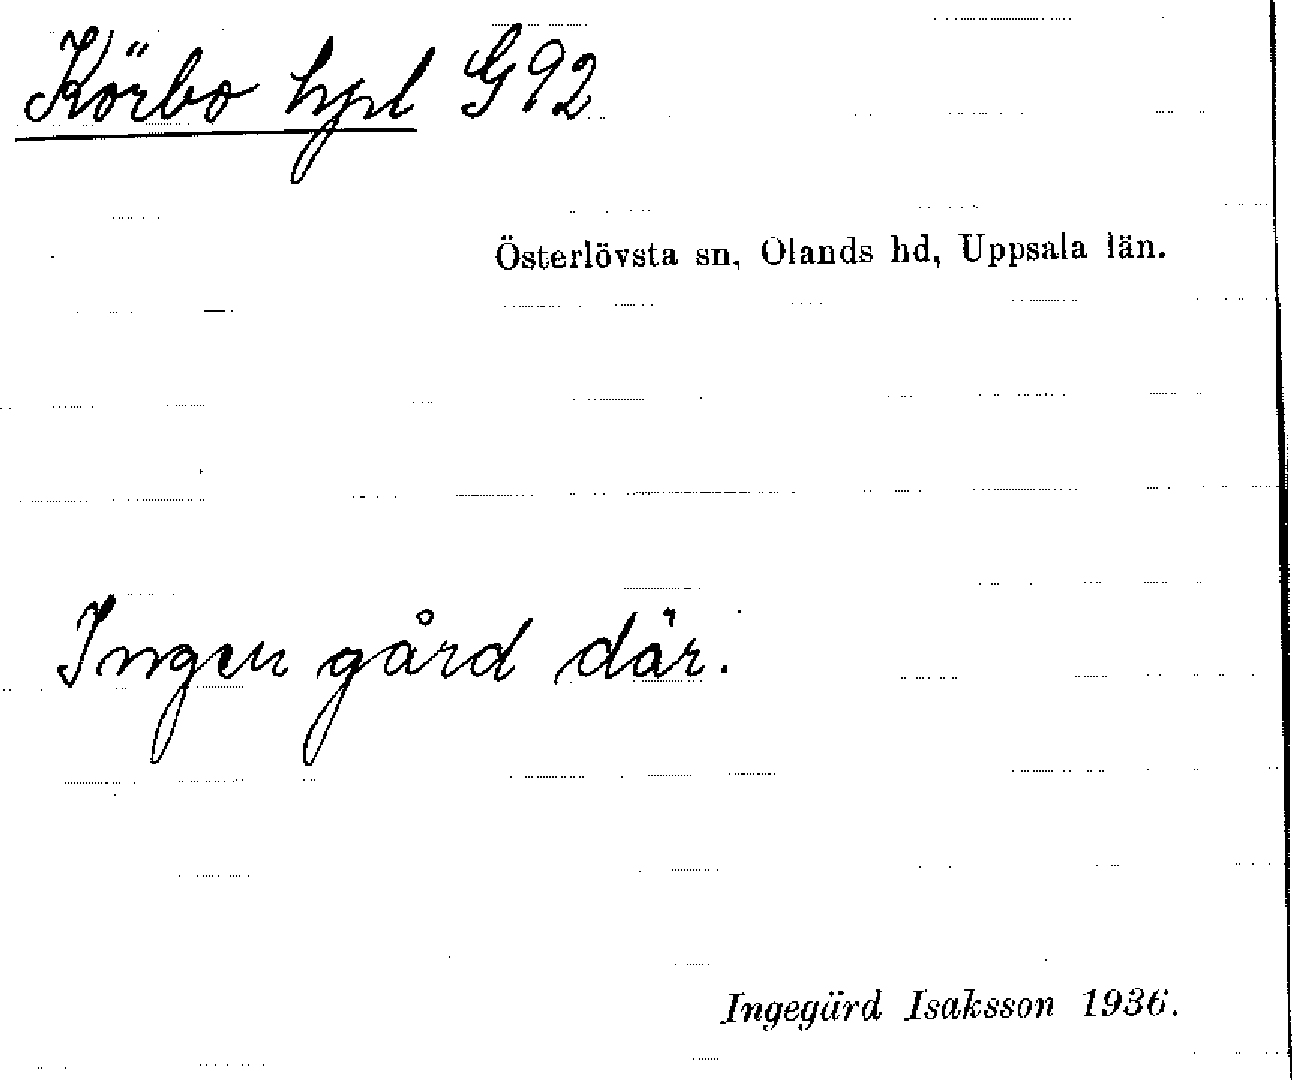 Körbo hpl G92
Österlövsta sn, Olands hd, Uppsala län.
Ingen gård där.
Ingegärd Isaksson 1936.